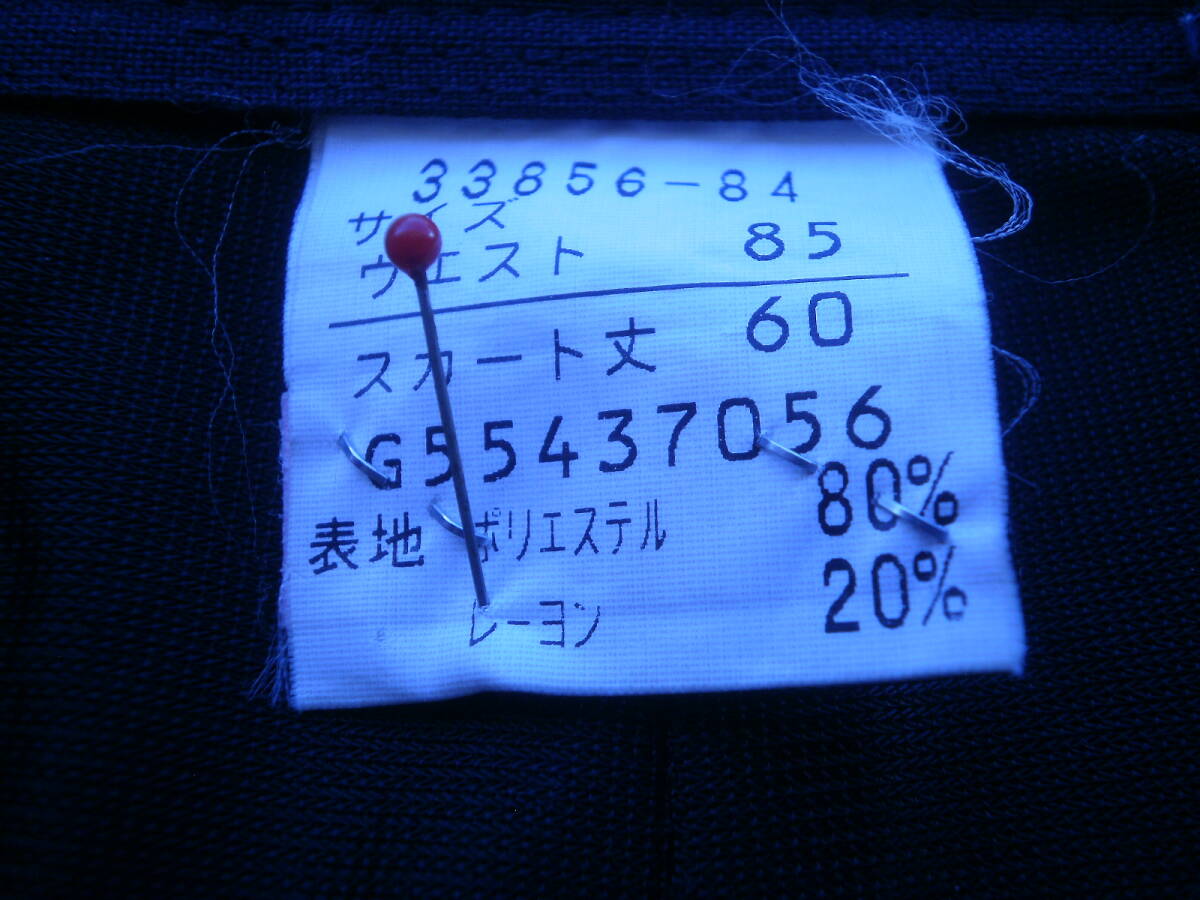 33856-84
サイズ
ウエスト 85
スカート丈 60
G55437056
表地 ポリエステル 80%
レーヨン 20%